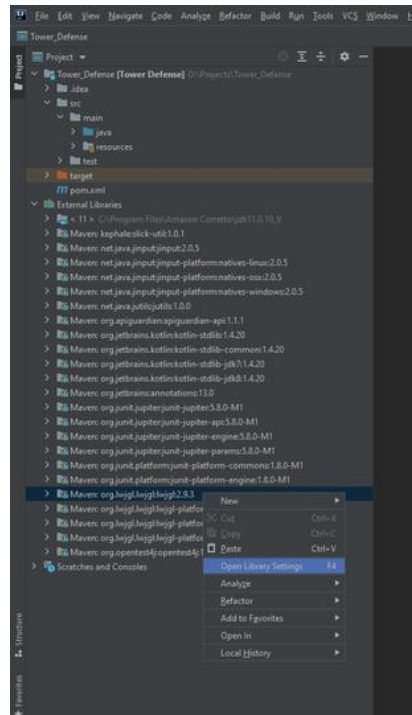 File Edit View Navigate Code Analyze Refactor Build Run Tools VCS Window
Tower_Defense
Project
Tower_Defense [Tower Defense] D:\Projects\Tower_Defense
.idea
src
main
java
resources
test
target
pom.xml
External Libraries
< 11 > C:\Program Files\Amazon Corretto\jdk11.0.10_9
Maven: kaphale:slick-util:1.0.1
Maven: net.java.jinput:jinput:2.0.5
Maven: net.java.jinput:jinput-platform:natives-linux:2.0.5
Maven: net.java.jinput:jinput-platform:natives-osx:2.0.5
Maven: net.java.jinput:jinput-platform:natives-windows:2.0.5
Maven: net.java.jutils:jutils:1.0.0
Maven: org.apiguardian:apiguardian-api:1.1.1
Maven: org.jetbrains.kotlin:kotlin-stdlib:1.4.20
Maven: org.jetbrains.kotlin:kotlin-stdlib-common:1.4.20
Maven: org.jetbrains.kotlin:kotlin-stdlib-jdk7:1.4.20
Maven: org.jetbrains.kotlin:kotlin-stdlib-jdk8:1.4.20
Maven: org.jetbrains:annotations:13.0
Maven: org.junit.jupiter:junit-jupiter:5.8.0-M1
Maven: org.junit.jupiter:junit-jupiter-api:5.8.0-M1
Maven: org.junit.jupiter:junit-jupiter-engine:5.8.0-M1
Maven: org.junit.jupiter:junit-jupiter-params:5.8.0-M1
Maven: org.junit.platform:junit-platform-commons:1.8.0-M1
Maven: org.junit.platform:junit-platform-engine:1.8.0-M1
Maven: org.lwjgl.lwjgl:lwjgl:2.9.3
Maven: org.lwjgl.lwjgl:lwjgl-platfo
Maven: org.lwjgl.lwjgl:lwjgl-platfo
Maven: org.lwjgl.lwjgl:lwjgl-platfo
Maven: org.lwjgl.lwjgl:lwjgl_
Maven: org.opentest4j:opentest4j:1
Scratches and Consoles
New
Cut Ctrl+X
Copy Ctrl+C
Paste Ctrl+V
Open Library Settings F4
Analyze
Refactor
Add to Favorites
Open In
Local History
Project
Structure
Favorites